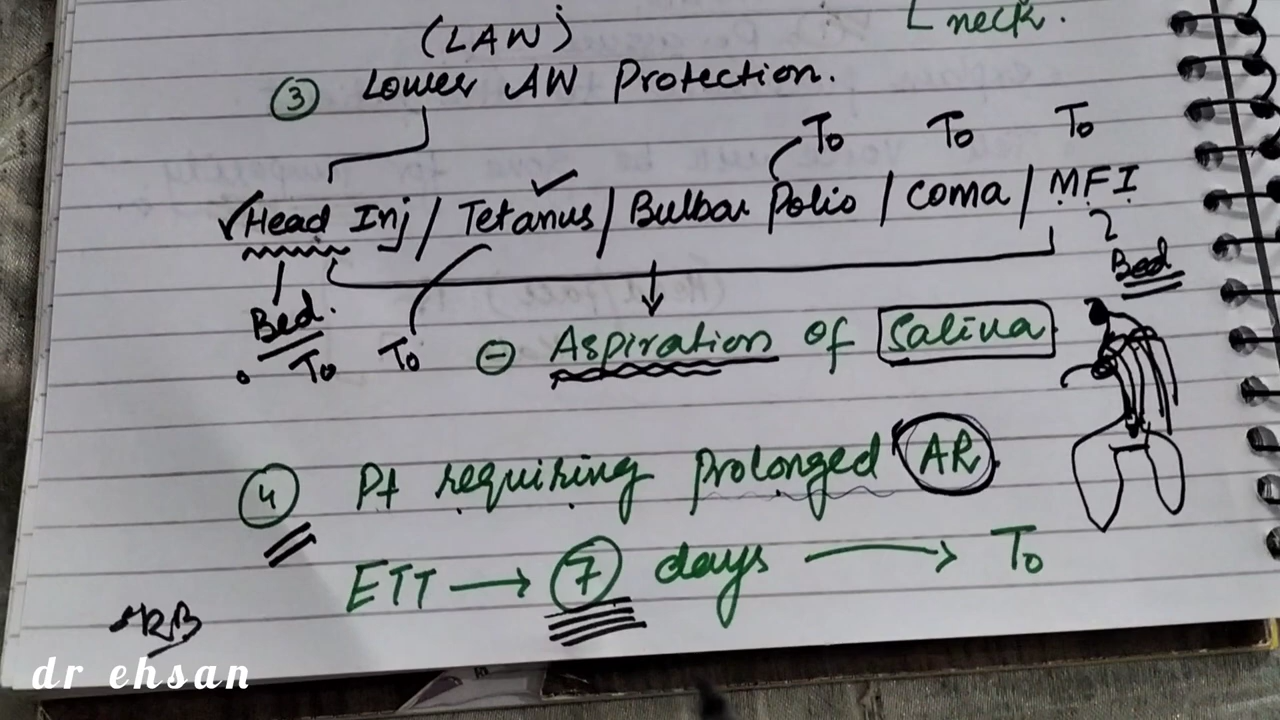 neck.
(LAW)
③ Lower AW Protection.
To To To
✓Head Inj / Tetanus ✓ / Bulbar Polio / Coma / MFI
Bed. To To Bed
⊖ Aspiration of Saliva
④ Pt requiring Prolonged AR
ETT → 7 days → To
dr ehsan